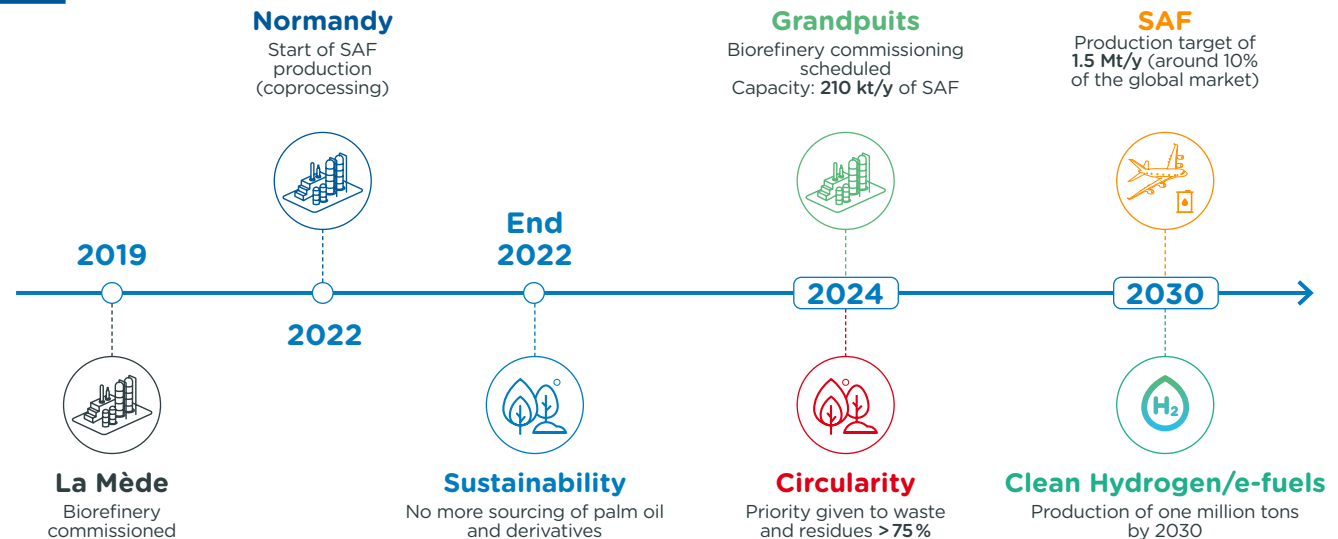 Normandy
Start of SAF
production
(coprocessing)
Grandpuits
Biorefinery commissioning
scheduled
Capacity: 210 kt/y of SAF
SAF
Production target of
1.5 Mt/y (around 10%
of the global market)
2019
End
2022
2022
2024
2030
H₂
La Mède
Biorefinery
commissioned
Sustainability
No more sourcing of palm oil
and derivatives
Circularity
Priority given to waste
and residues >75%
Clean Hydrogen/e-fuels
Production of one million tons
by 2030